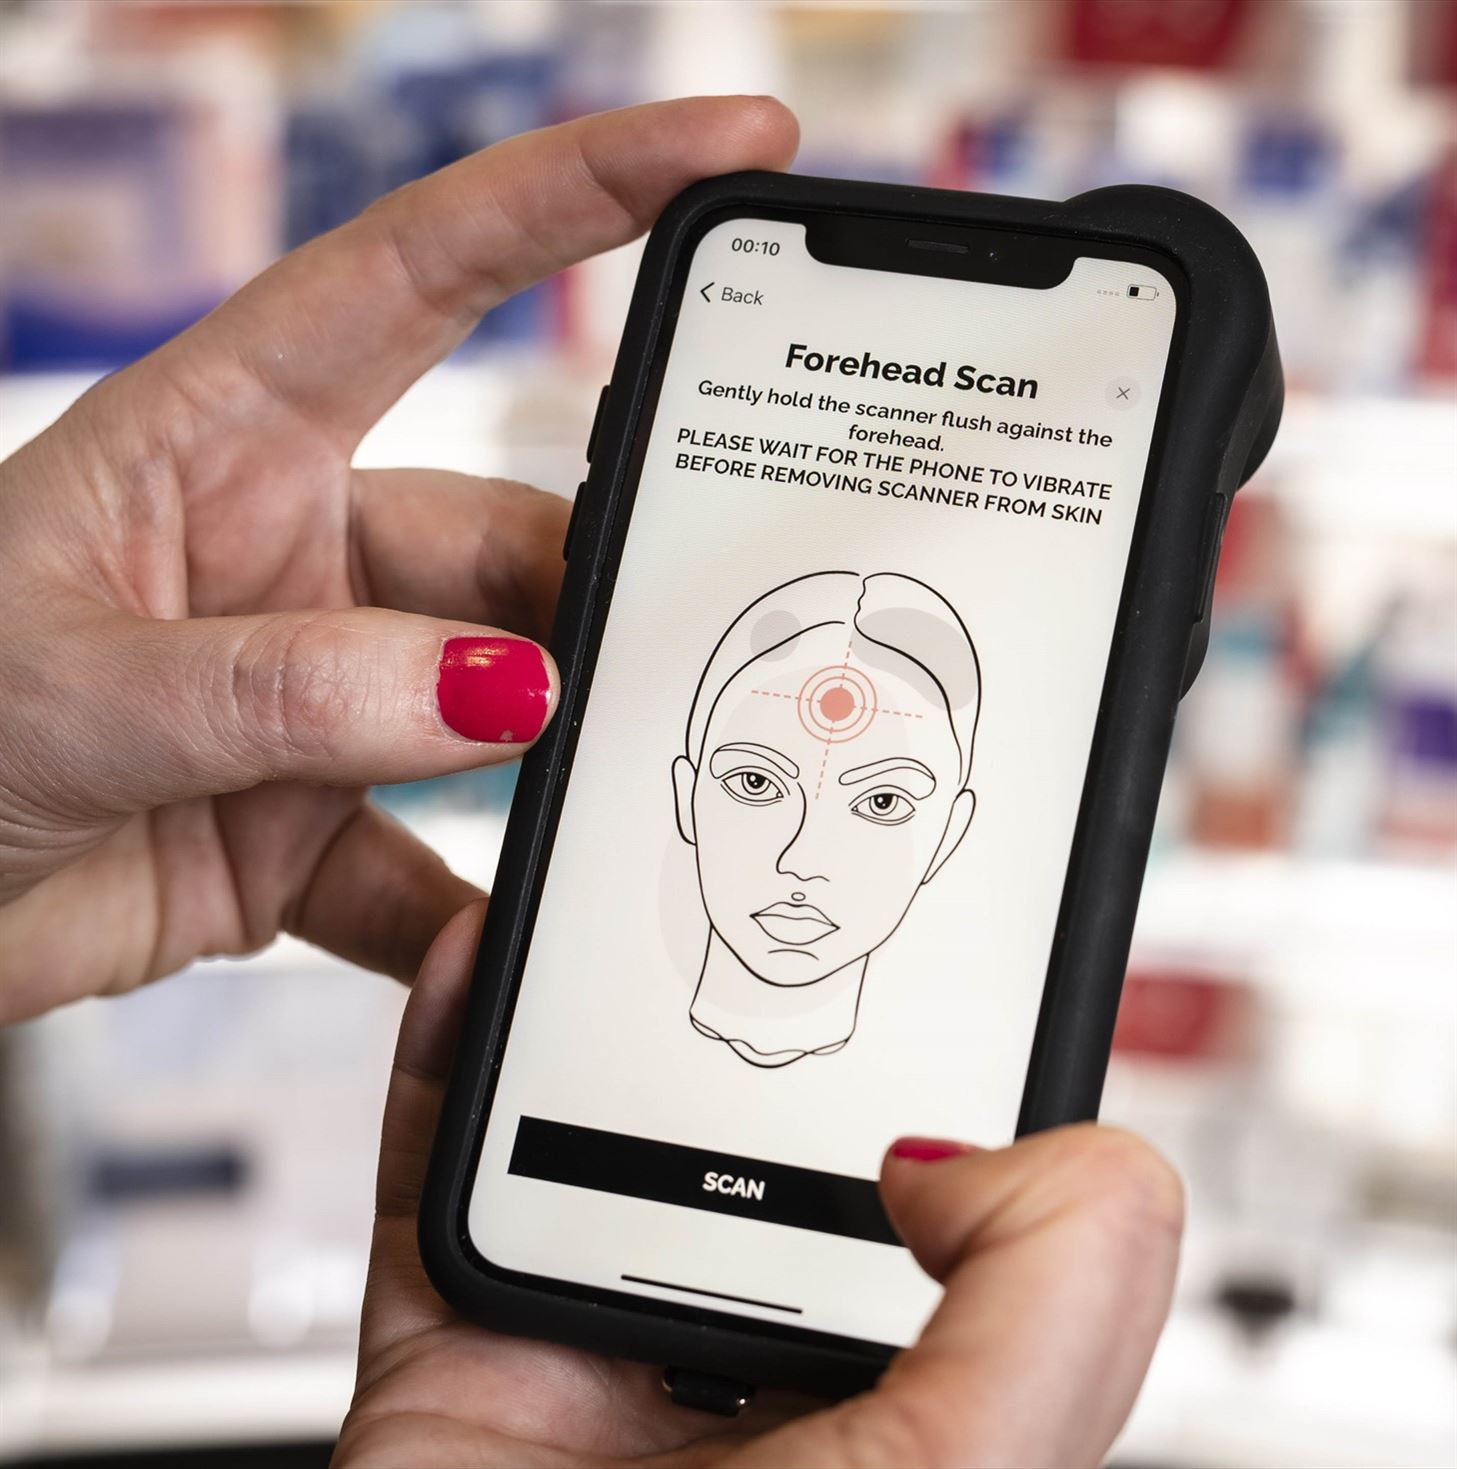 00:10
Back
Forehead Scan
Gently hold the scanner flush against the
forehead.
PLEASE WAIT FOR THE PHONE TO VIBRATE
BEFORE REMOVING SCANNER FROM SKIN
SCAN